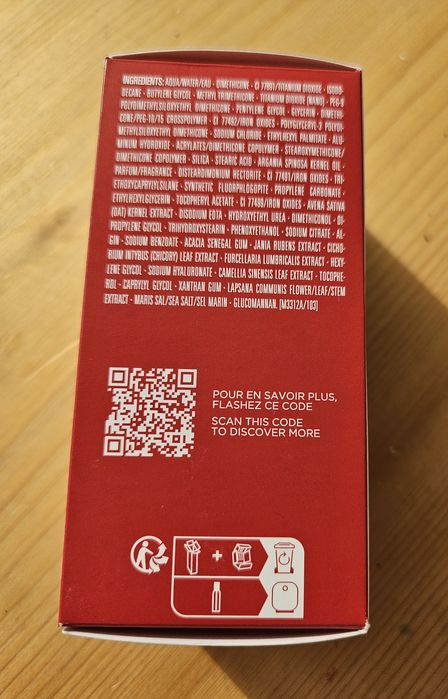 INGREDIENTS: AQUA/WATER/EAU · DIMETHICONE · CI 77891/TITANIUM DIOXIDE · ISODO-
DECANE · BUTYLENE GLYCOL · METHYL TRIMETHICONE · TITANIUM DIOXIDE (NANO) · PEG-9
POLYDIMETHYLSILOXYETHYL DIMETHICONE · PENTYLENE GLYCOL · GLYCERIN · DIMETHI-
CONE/PEG-10/15 CROSSPOLYMER · CI 77492/IRON OXIDES · POLYGLYCERYL-3 POLYDI-
METHYLSILOXYETHYL DIMETHICONE · SODIUM CHLORIDE · ETHYLHEXYL PALMITATE · ALU-
MINUM HYDROXIDE · ACRYLATES/DIMETHICONE COPOLYMER · STEAROXYMETHICONE/
DIMETHICONE COPOLYMER · SILICA · STEARIC ACID · ARGANIA SPINOSA KERNEL OIL ·
PARFUM/FRAGRANCE · DISTEARDIMONIUM HECTORITE · CI 77491/IRON OXIDES · TRI-
ETHOXYCAPRYLYLSILANE · SYNTHETIC FLUORPHLOGOPITE · PROPYLENE CARBONATE ·
ETHYLHEXYLGLYCERIN · TOCOPHERYL ACETATE · CI 77499/IRON OXIDES · AVENA SATIVA
(OAT) KERNEL EXTRACT · DISODIUM EDTA · HYDROXYETHYL UREA · DIMETHICONOL · DI-
PROPYLENE GLYCOL · TRIHYDROXYSTEARIN · PHENOXYETHANOL · SODIUM CITRATE · AL-
GIN · SODIUM BENZOATE · ACACIA SENEGAL GUM · JANIA RUBENS EXTRACT · CICHO-
RIUM INTYBUS (CHICORY) LEAF EXTRACT · FURCELLARIA LUMBRICALIS EXTRACT · HEXY-
LENE GLYCOL · SODIUM HYALURONATE · CAMELLIA SINENSIS LEAF EXTRACT · TOCOPHE-
ROL · CAPRYLYL GLYCOL · XANTHAN GUM · LAPSANA COMMUNIS FLOWER/LEAF/STEM
EXTRACT · MARIS SAL/SEA SALT/SEL MARIN · GLUCOMANNAN. [M3312A/103]
POUR EN SAVOIR PLUS,
FLASHEZ CE CODE
SCAN THIS CODE
TO DISCOVER MORE